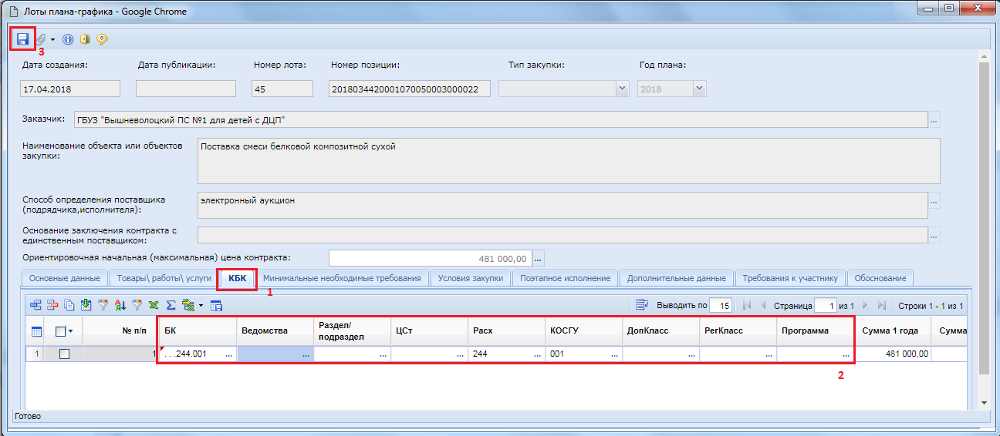 Лоты плана-графика - Google Chrome
3
Дата создания: Дата публикации: Номер лота: Номер позиции: Тип закупки: Год плана:
17.04.2018 45 2018034420001070050003000022 2018
Заказчик: ГБУЗ "Вышневолоцкий ПС №1 для детей с ДЦП" ...
Наименование объекта или объектов
закупки:
Поставка смеси белковой композитной сухой
Способ определения поставщика
(подрядчика,исполнителя):
электронный аукцион ...
Основание заключения контракта с
единственным поставщиком:
...
Ориентировочная начальная (максимальная) цена контракта: 481 000,00 ...
Основные данные Товары\ работы\ услуги КБК Минимальные необходимые требования Условия закупки Поэтапное исполнение Дополнительные данные Требования к участнику Обоснование
1
Выводить по 15 Страница 1 из 1 Строки 1 - 1 из 1
№ п/п БК Ведомства Раздел/
подраздел ЦСт Расх КОСГУ ДопКласс РегКласс Программа Сумма 1 года Сумма
1 1 . . .244.001 ... ... ... ... 244 ... 001 ... ... ... ... 481 000,00
2
Готово